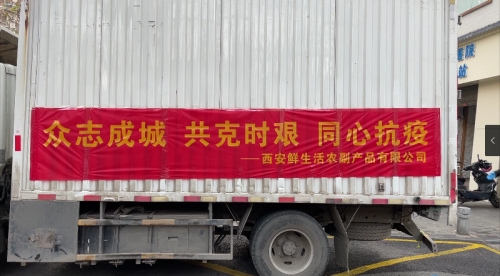 众志成城 共克时艰 同心抗疫
——西安鲜生活农副产品有限公司